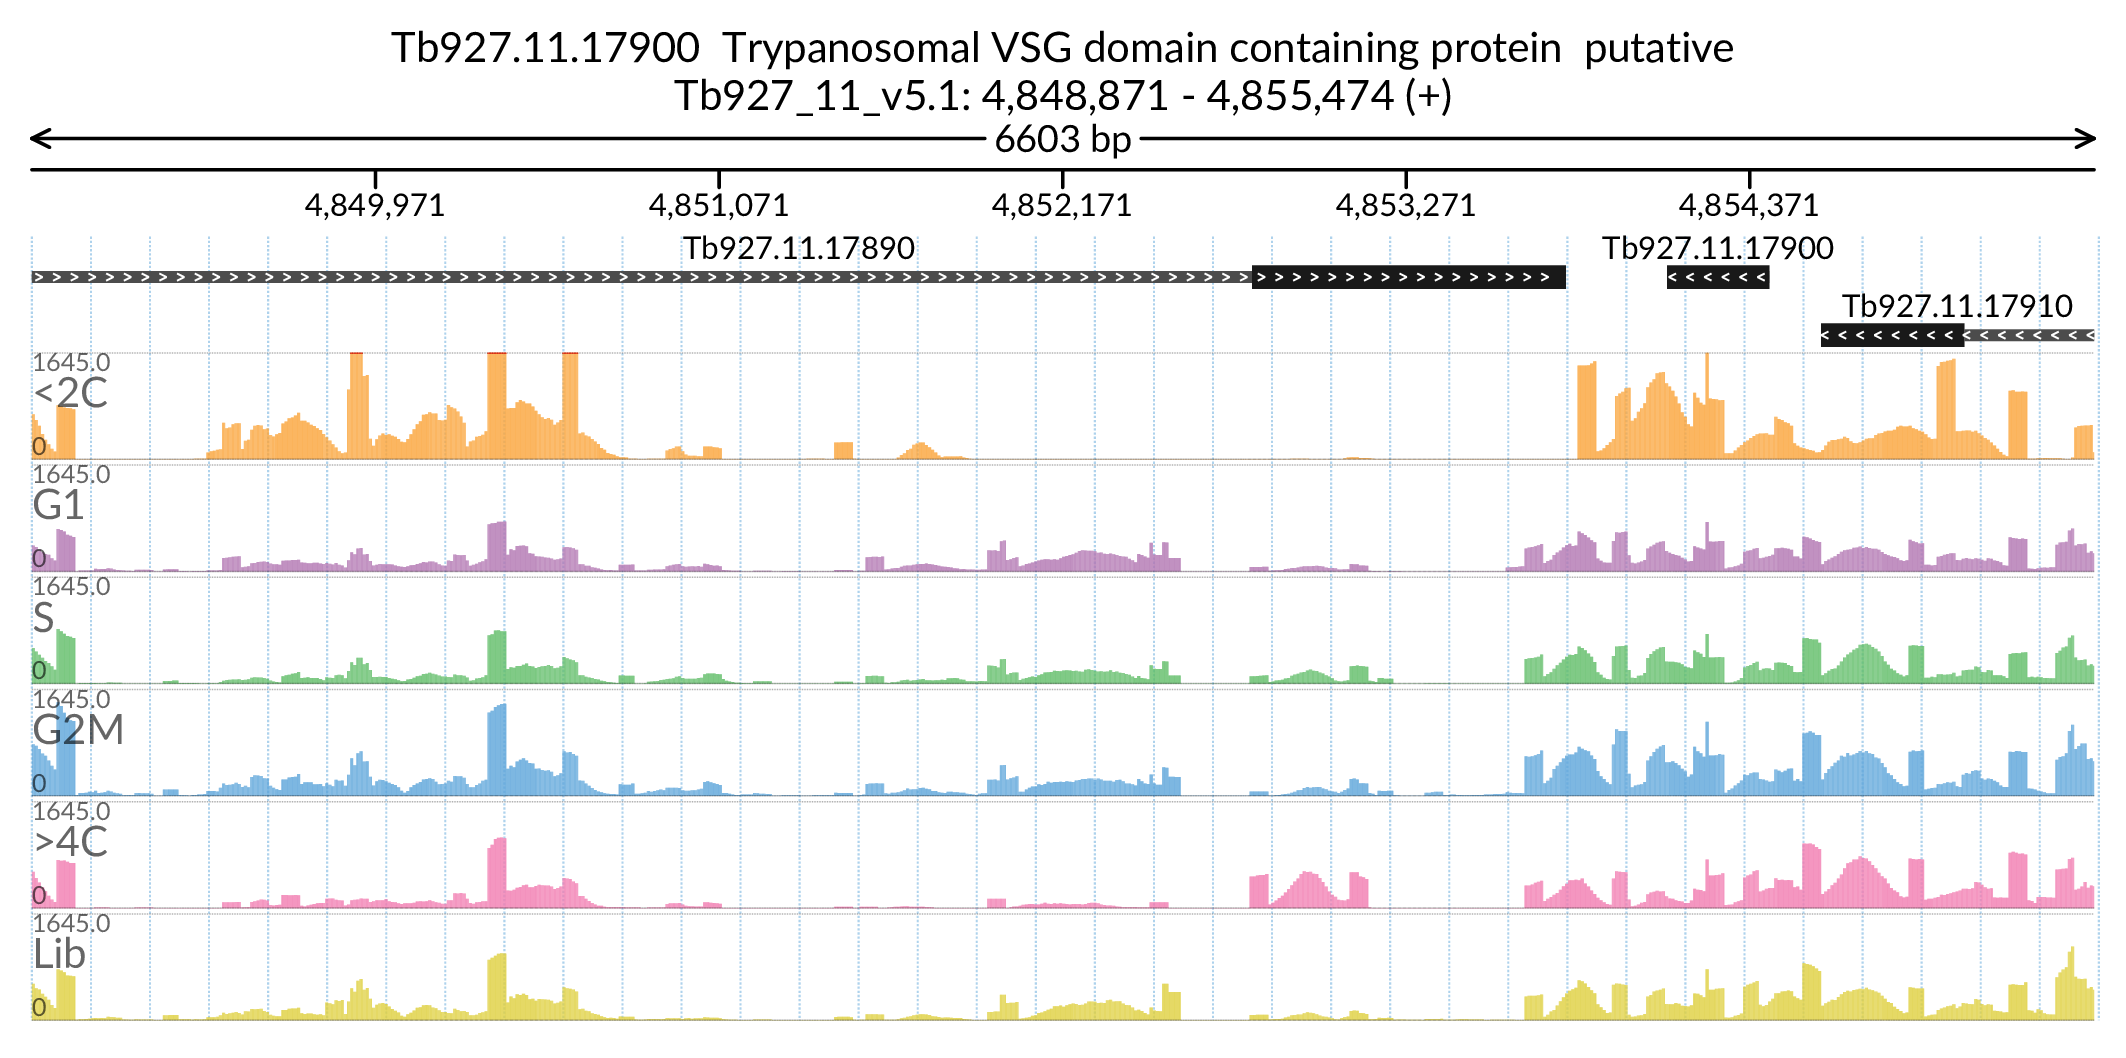 Tb927.11.17900 Trypanosomal VSG domain containing protein putative
Tb927_11_v5.1: 4,848,871 - 4,855,474 (+)
6603 bp
4,849,971 4,851,071 4,852,171 4,853,271 4,854,371
Tb927.11.17890 Tb927.11.17900
Tb927.11.17910
1645.0
<2C
0
1645.0
G1
0
1645.0
S
0
1645.0
G2M
0
1645.0
>4C
0
1645.0
Lib
0